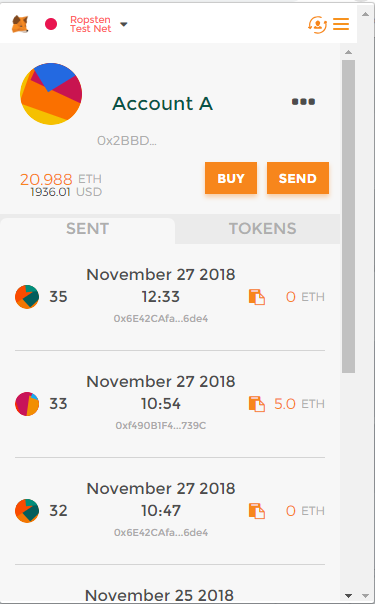 Ropsten
Test Net
Account A
0x2BBD...
20.988 ETH
1936.01 USD
BUY
SEND
SENT
TOKENS
November 27 2018
35 12:33 0 ETH
0x6E42CAfa...6de4
November 27 2018
33 10:54 5.0 ETH
0xf490B1F4...739C
November 27 2018
32 10:47 0 ETH
0x6E42CAfa...6de4
November 25 2018